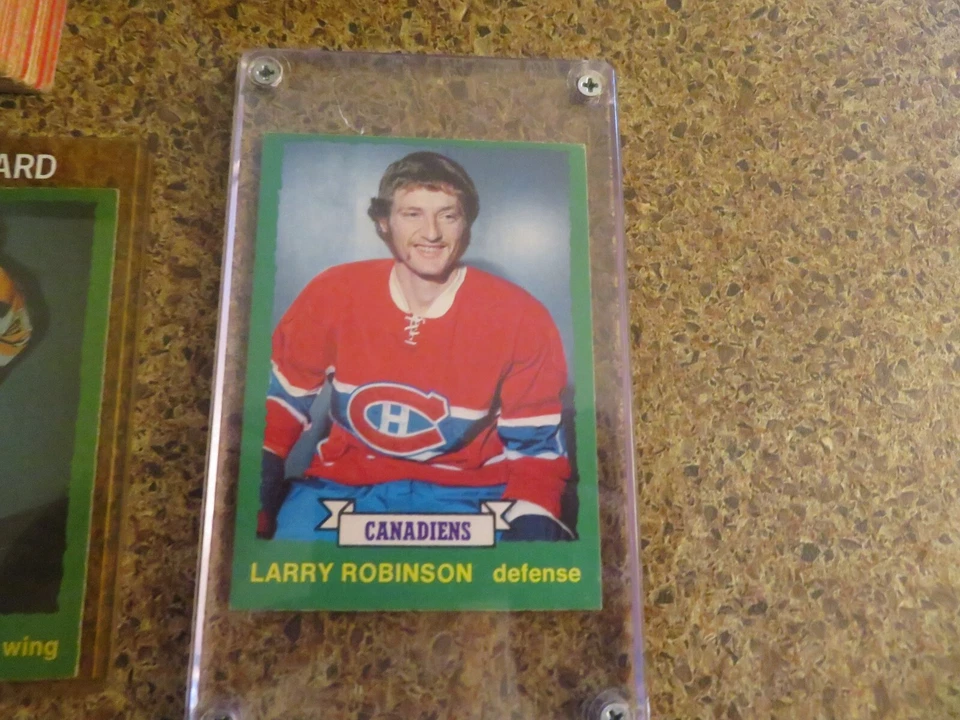 ARD
CANADIENS
LARRY ROBINSON defense
wing